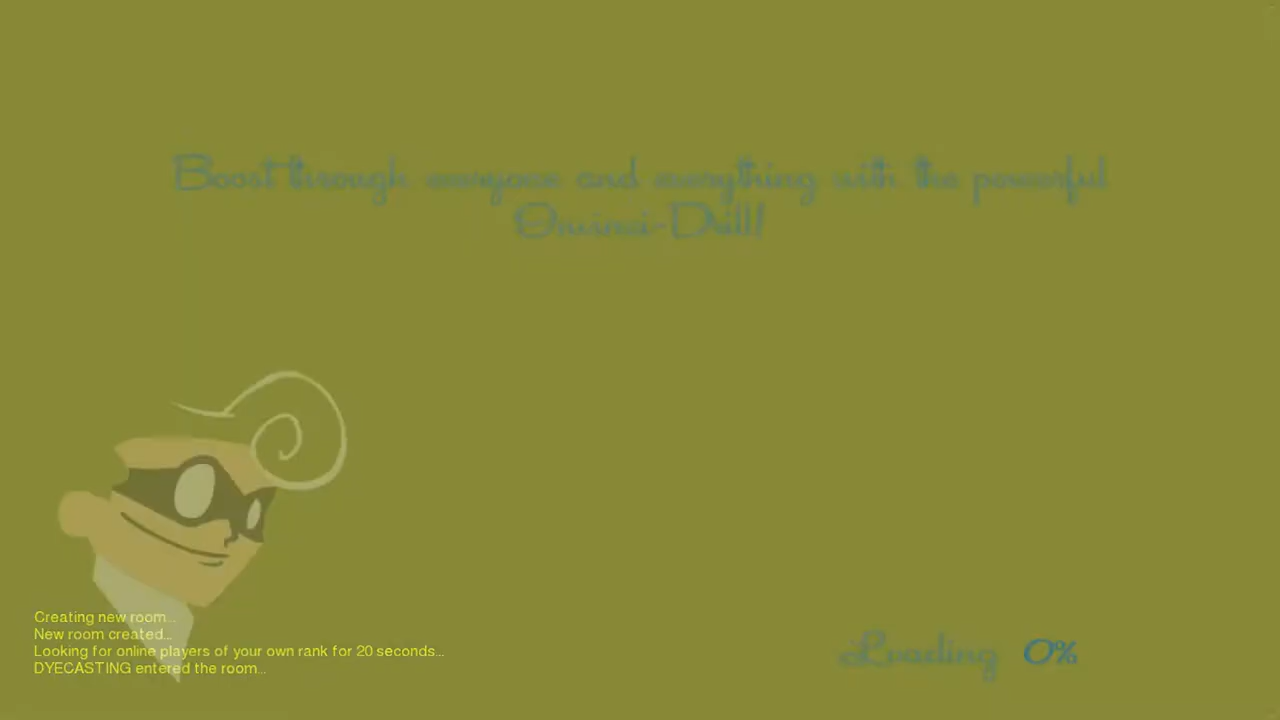 Boost through everyone and everything with the powerful
Ominci-Drill!
Creating new room...
New room created...
Looking for online players of your own rank for 20 seconds...
DYECASTING entered the room...
Loading 0%